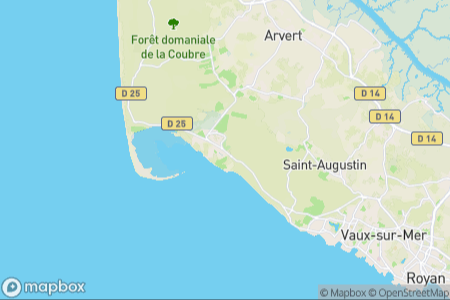 Forêt domaniale
de la Coubre
Arvert
D 25
D 14
D 25
D 14
D 14
Saint-Augustin
Vaux-sur-Mer
Royan
mapbox
© Mapbox © OpenStreetMap